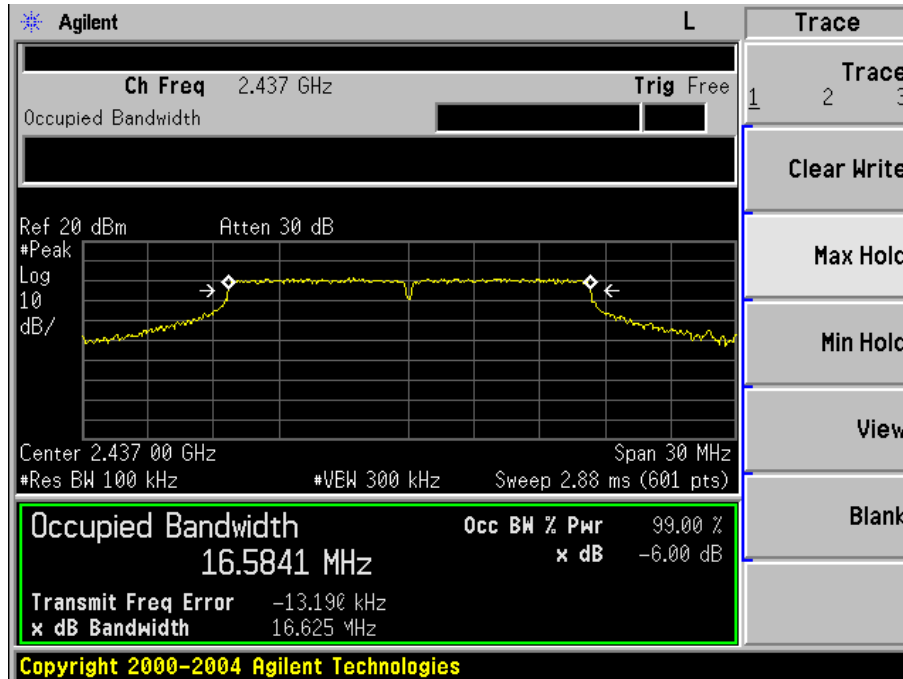 Agilent L Trace
Ch Freq 2.437 GHz Trig Free
Occupied Bandwidth
Trace
1 2 3
Clear Write
Max Hold
Min Hold
View
Blank
Ref 20 dBm Atten 30 dB
#Peak
Log
10
dB/
Center 2.437 00 GHz Span 30 MHz
#Res BW 100 kHz #VBW 300 kHz Sweep 2.88 ms (601 pts)
Occupied Bandwidth Occ BW % Pwr 99.00 %
16.5841 MHz x dB -6.00 dB
Transmit Freq Error -13.190 kHz
x dB Bandwidth 16.625 MHz
Copyright 2000-2004 Agilent Technologies